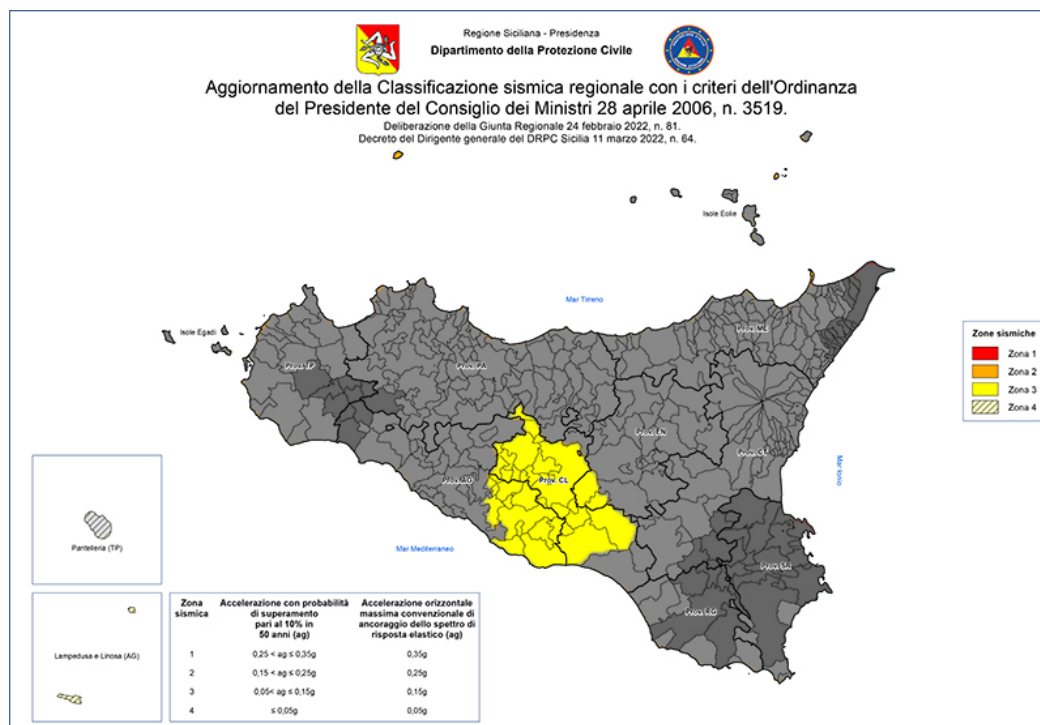 Regione Siciliana - Presidenza
Dipartimento della Protezione Civile
Aggiornamento della Classificazione sismica regionale con i criteri dell'Ordinanza
del Presidente del Consiglio dei Ministri 28 aprile 2006, n. 3519.
Deliberazione della Giunta Regionale 24 febbraio 2022, n. 81.
Decreto del Dirigente generale del DRPC Sicilia 11 marzo 2022, n. 64.
Isole Eolie
Mar Tirreno
Isole Egadi
Prov. ME
Prov. TP
Prov. PA
Zone sismiche
Zona 1
Zona 2
Zona 3
Zona 4
Prov. EN
Prov. CT
Prov. AG
Prov. CL
Mar Ionio
Pantelleria (TP)
Mar Mediterraneo
Prov. SR
Prov. RG
Lampedusa e Linosa (AG)
Zona sismica
Accelerazione con probabilità di superamento pari al 10% in 50 anni (ag)
Accelerazione orizzontale massima convenzionale di ancoraggio dello spettro di risposta elastico (ag)
1 0,25 < ag ≤ 0,35g 0,35g
2 0,15 < ag ≤ 0,25g 0,25g
3 0,05< ag ≤ 0,15g 0,15g
4 ≤ 0,05g 0,05g